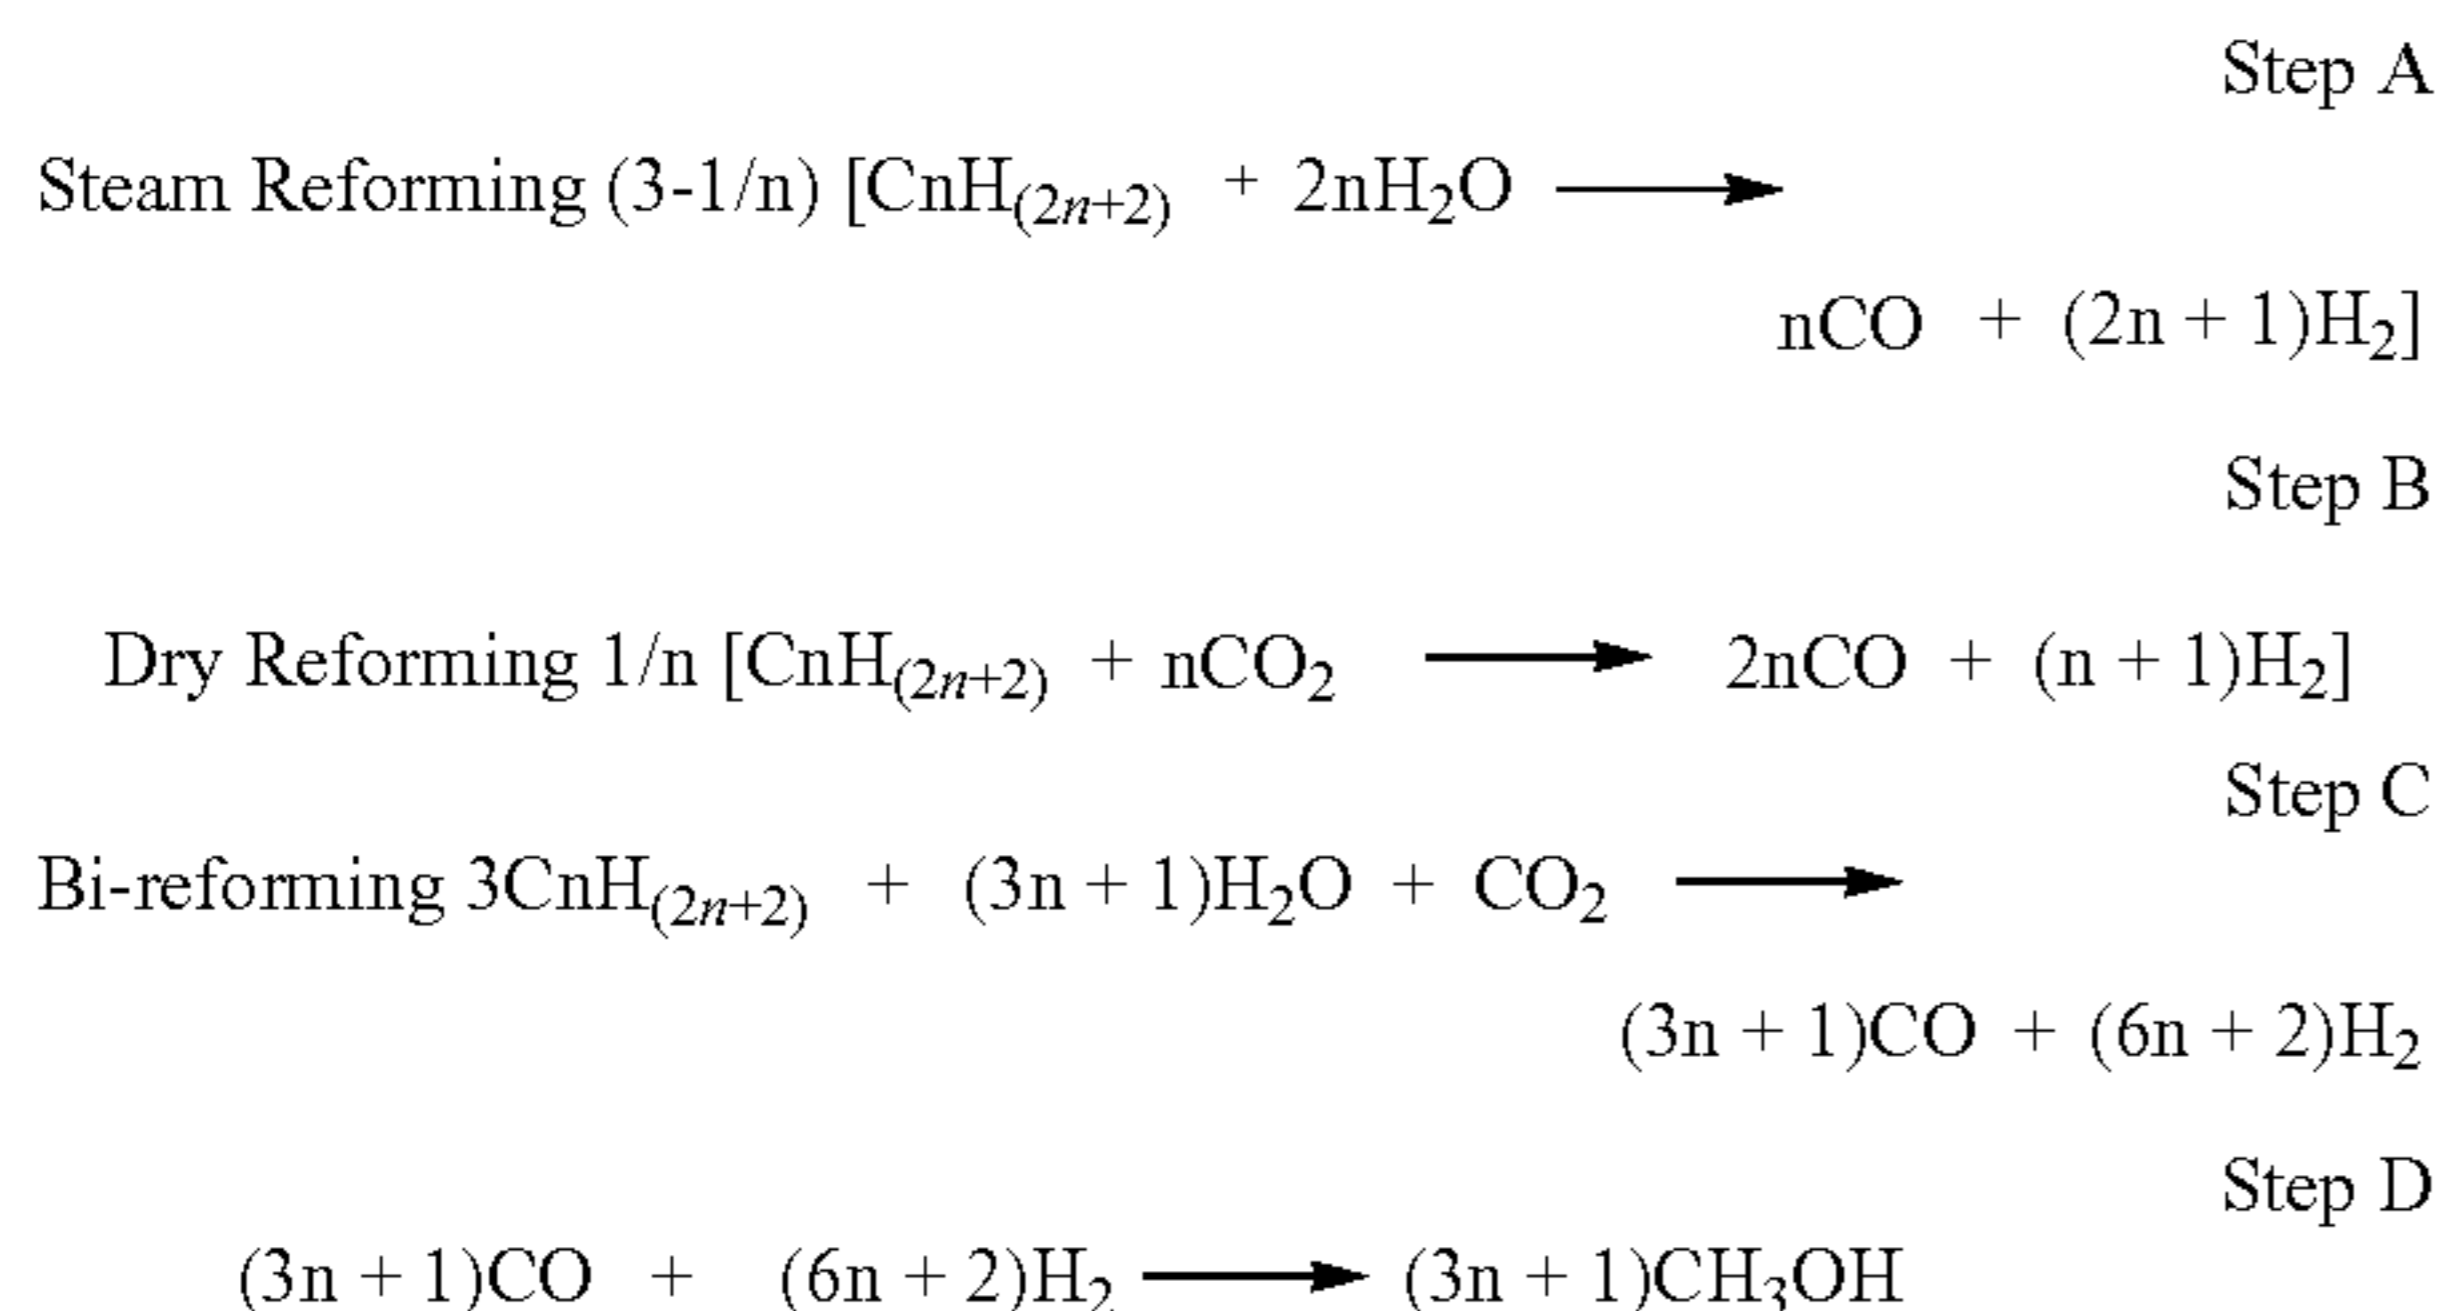 Step A
Steam Reforming (3-1/n) [CnH(2n+2) + 2nH2O ⟶
nCO + (2n + 1)H2]
Step B
Dry Reforming 1/n [CnH(2n+2) + nCO2 ⟶ 2nCO + (n + 1)H2]
Step C
Bi-reforming 3CnH(2n+2) + (3n + 1)H2O + CO2 ⟶
(3n + 1)CO + (6n + 2)H2
Step D
(3n + 1)CO + (6n + 2)H2 ⟶ (3n + 1)CH3OH